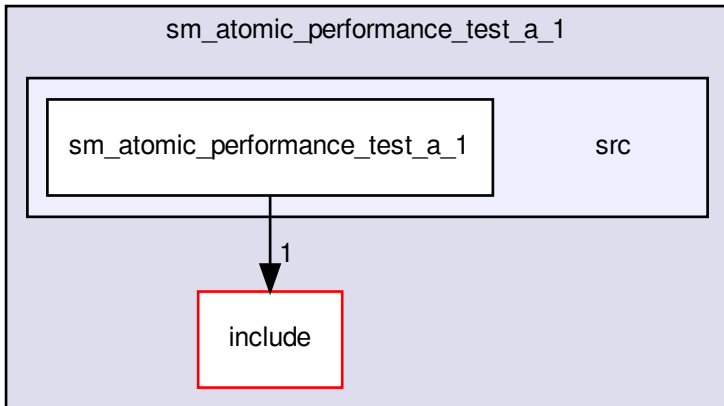 sm_atomic_performance_test_a_1
sm_atomic_performance_test_a_1
src
1
include